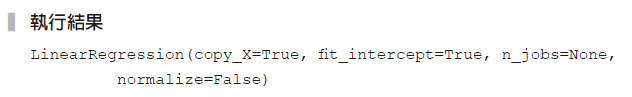 執行結果
LinearRegression(copy_X=True, fit_intercept=True, n_jobs=None,
normalize=False)